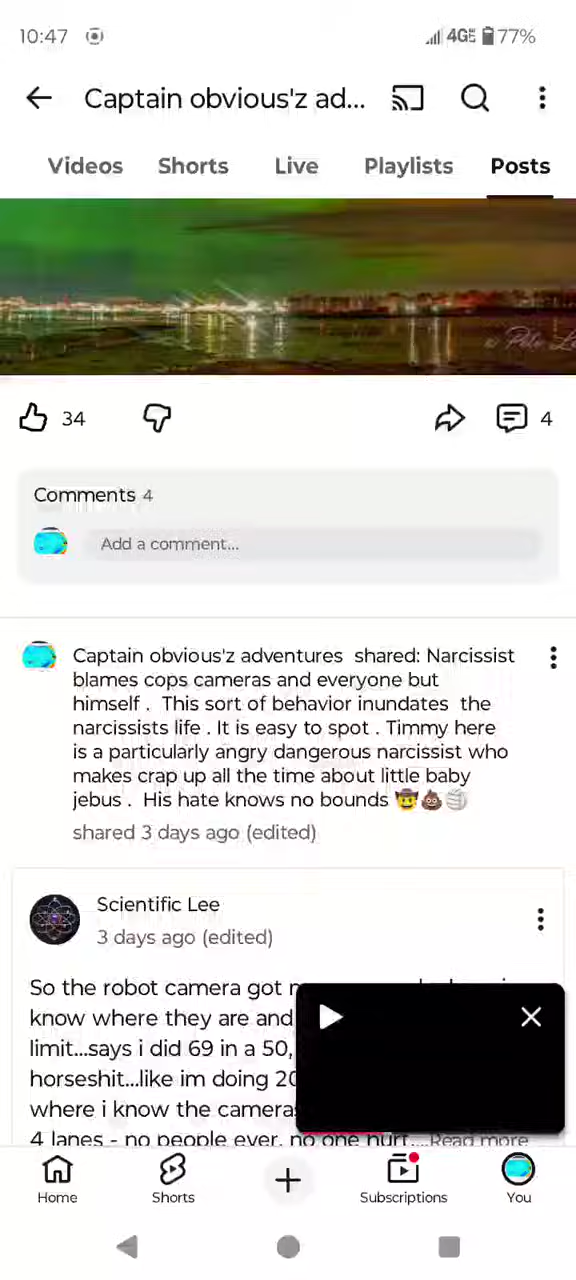 10:47
4GE 77%
Captain obvious'z ad...
Videos Shorts Live Playlists Posts
34
4
Comments 4
Add a comment...
Captain obvious'z adventures shared: Narcissist
blames cops cameras and everyone but
himself . This sort of behavior inundates the
narcissists life . It is easy to spot . Timmy here
is a particularly angry dangerous narcissist who
makes crap up all the time about little baby
jebus . His hate knows no bounds 🤠💩🏐
shared 3 days ago (edited)
Scientific Lee
3 days ago (edited)
So the robot camera got
know where they are and
limit...says i did 69 in a 50,
horseshit...like im doing 20
where i know the cameras
4 lanes - no people ever, no one hurt....Read more
Home Shorts Subscriptions You